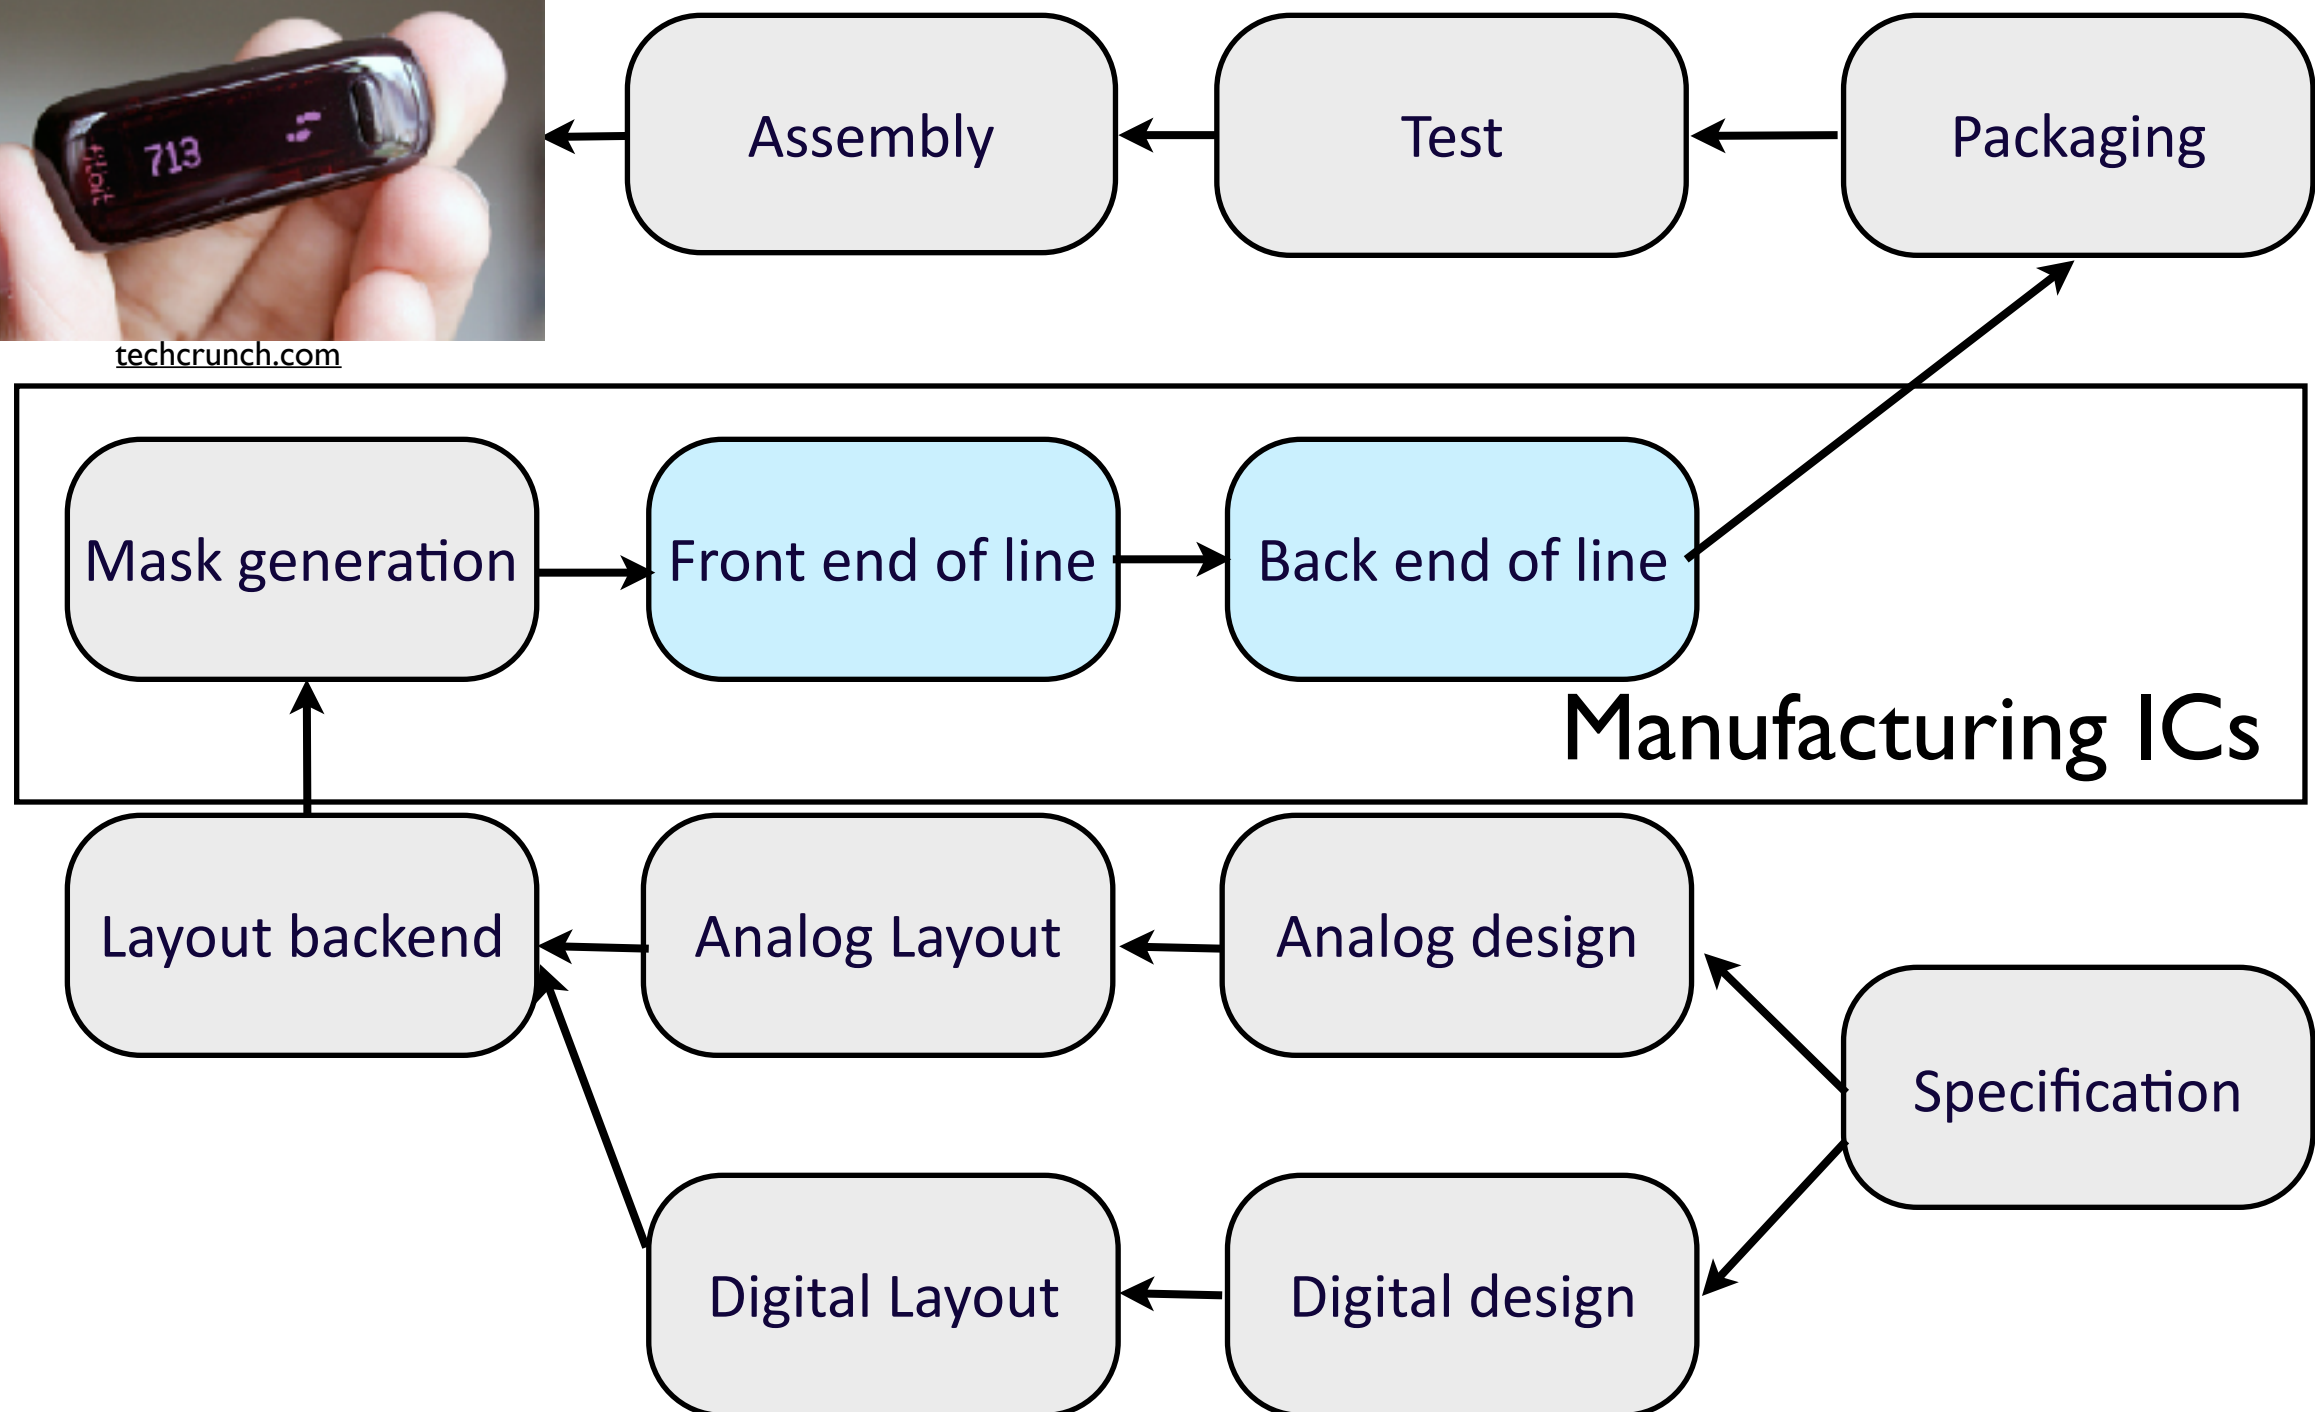 Assembly
Test
Packaging
713
fitbit
techcrunch.com
Mask generation
Front end of line
Back end of line
Manufacturing ICs
Layout backend
Analog Layout
Analog design
Specification
Digital Layout
Digital design